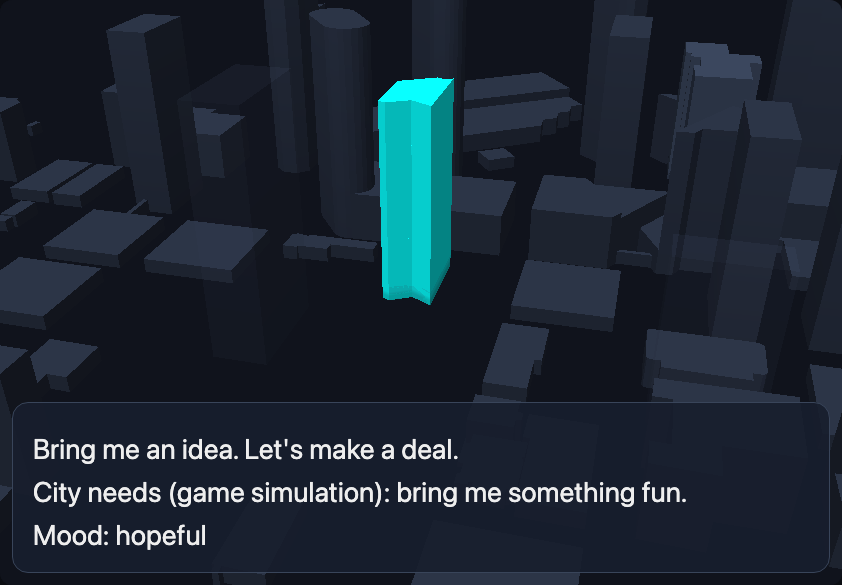 Bring me an idea. Let's make a deal.
City needs (game simulation): bring me something fun.
Mood: hopeful